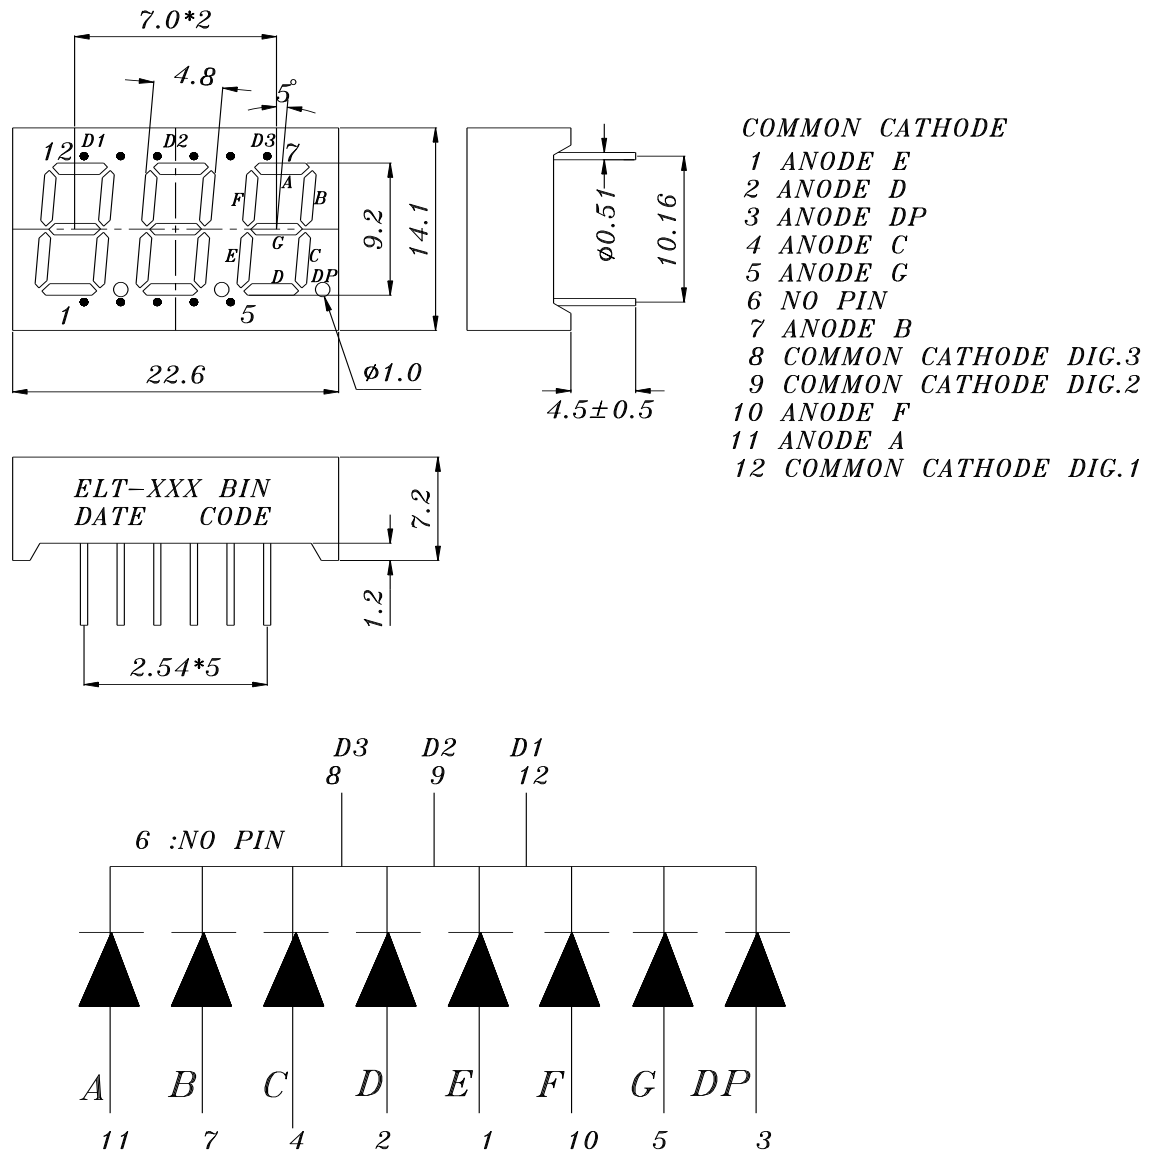 7.0*2
4.8
5°
12 D1 D2 D3 7
A
F B
G
E C
D DP
1 5
9.2
14.1
22.6
ø1.0
ø0.51
10.16
4.5±0.5
COMMON CATHODE
1 ANODE E
2 ANODE D
3 ANODE DP
4 ANODE C
5 ANODE G
6 NO PIN
7 ANODE B
8 COMMON CATHODE DIG.3
9 COMMON CATHODE DIG.2
10 ANODE F
11 ANODE A
12 COMMON CATHODE DIG.1
ELT-XXX BIN
DATE CODE
7.2
1.2
2.54*5
D3 D2 D1
8 9 12
6 :NO PIN
A B C D E F G DP
11 7 4 2 1 10 5 3